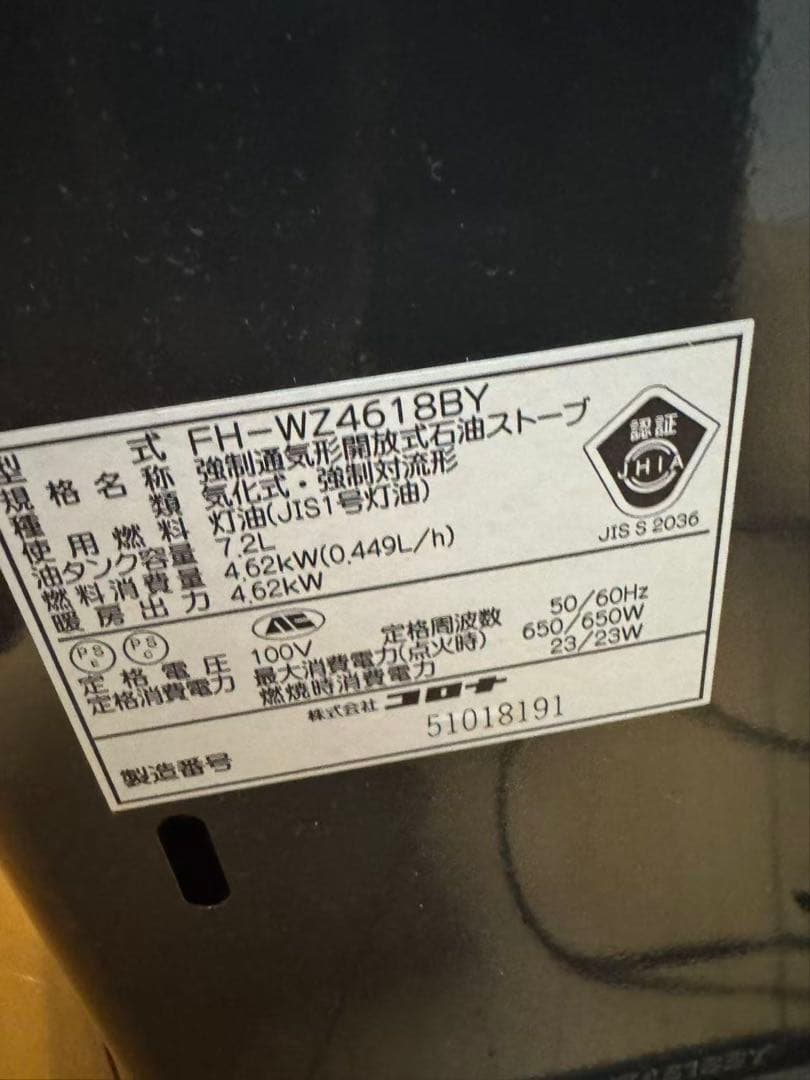 型 式 FH-WZ4618BY
規格名称 強制通気形開放式石油ストーブ
種 類 気化式・強制対流形
使用燃料 灯油(JIS1号灯油)
油タンク容量 7.2L
燃料消費量 4.62kW(0.449L/h)
暖房出力 4.62kW
認証
JHIA
JIS S 2036
PS E
PS C
定格電圧 100V 定格周波数 50/60Hz
定格消費電力 最大消費電力(点火時) 650/650W
燃焼時消費電力 23/23W
株式会社 コロナ
製造番号 51018191